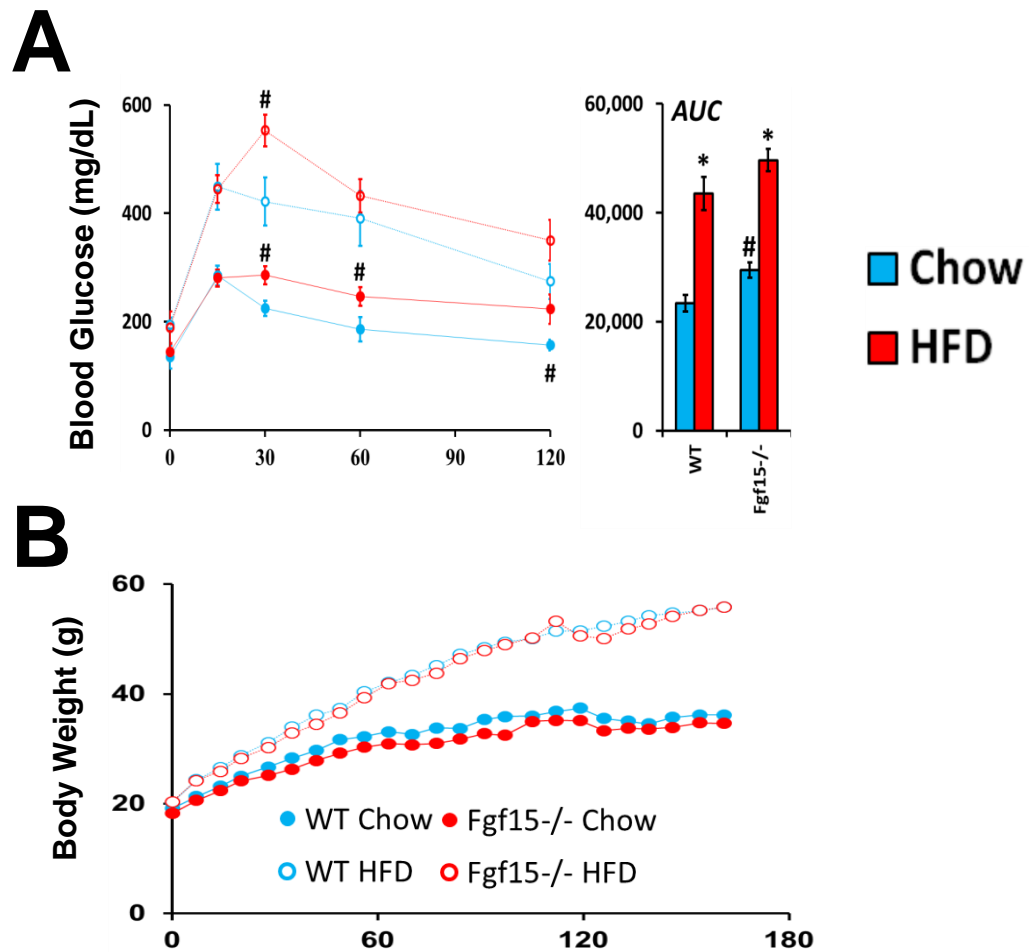 A
Blood Glucose (mg/dL)
600
400
200
0
0 30 60 90 120
#
#
#
#
60,000
40,000
20,000
0
AUC
*
*
#
WT
Fgf15-/-
Chow
HFD
B
Body Weight (g)
60
40
20
0
0 60 120 180
WT Chow Fgf15-/- Chow
WT HFD Fgf15-/- HFD